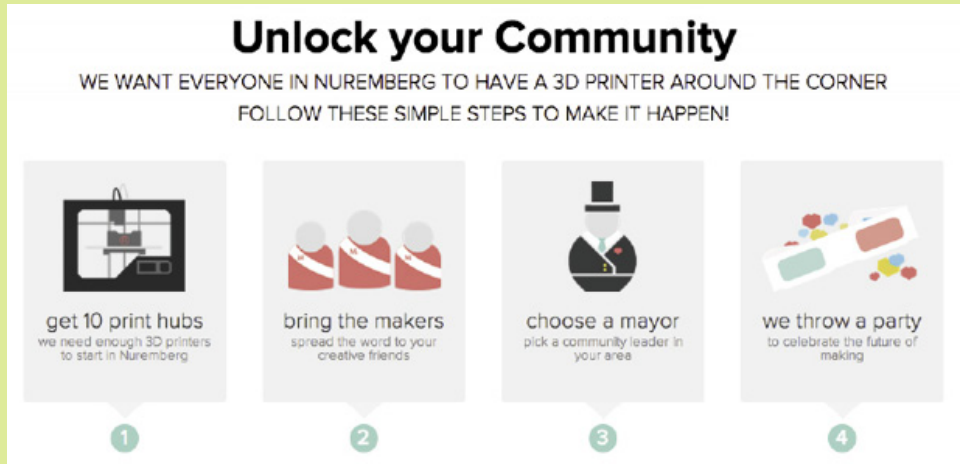 Unlock your Community
WE WANT EVERYONE IN NUREMBERG TO HAVE A 3D PRINTER AROUND THE CORNER
FOLLOW THESE SIMPLE STEPS TO MAKE IT HAPPEN!
get 10 print hubs
we need enough 3D printers
to start in Nuremberg
1
bring the makers
spread the word to your
creative friends
2
choose a mayor
pick a community leader in
your area
3
we throw a party
to celebrate the future of
making
4